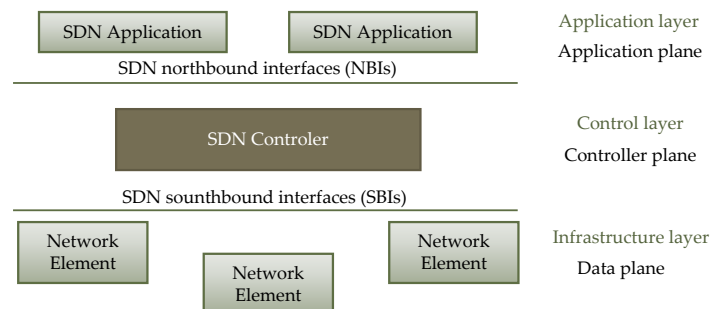 SDN Application
SDN Application
Application layer
Application plane
SDN northbound interfaces (NBIs)
SDN Controler
Control layer
Controller plane
SDN sounthbound interfaces (SBIs)
Network
Element
Network
Element
Network
Element
Infrastructure layer
Data plane